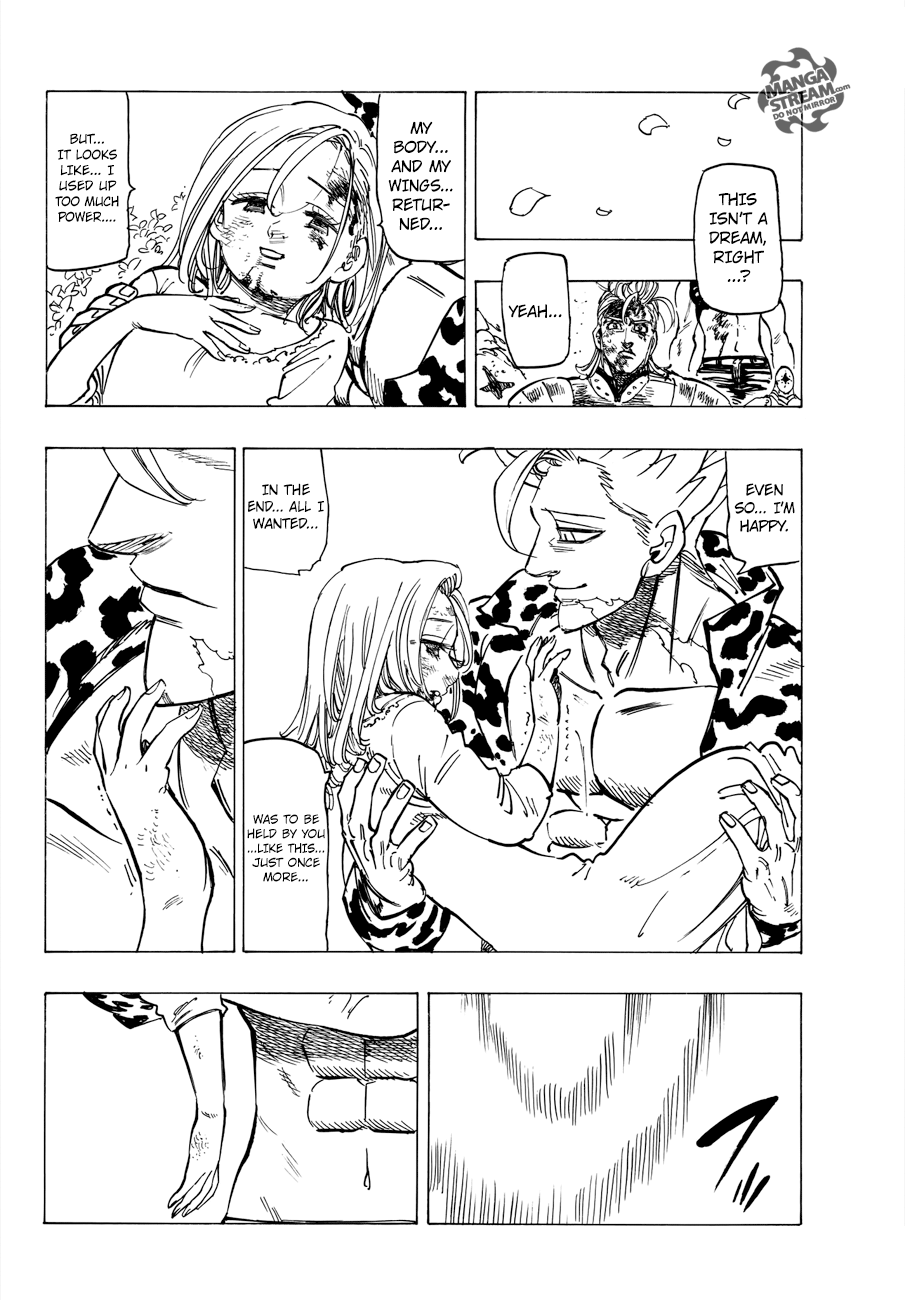 MANGA
STREAM.com
DO NOT MIRROR
THIS
ISN'T A
DREAM,
RIGHT
...?
YEAH...
MY
BODY...
AND MY
WINGS...
RETUR-
NED...
BUT...
IT LOOKS
LIKE... I
USED UP
TOO MUCH
POWER....
EVEN
SO... I'M
HAPPY.
IN THE
END... ALL I
WANTED...
WAS TO BE
HELD BY YOU
...LIKE THIS...
JUST ONCE
MORE...